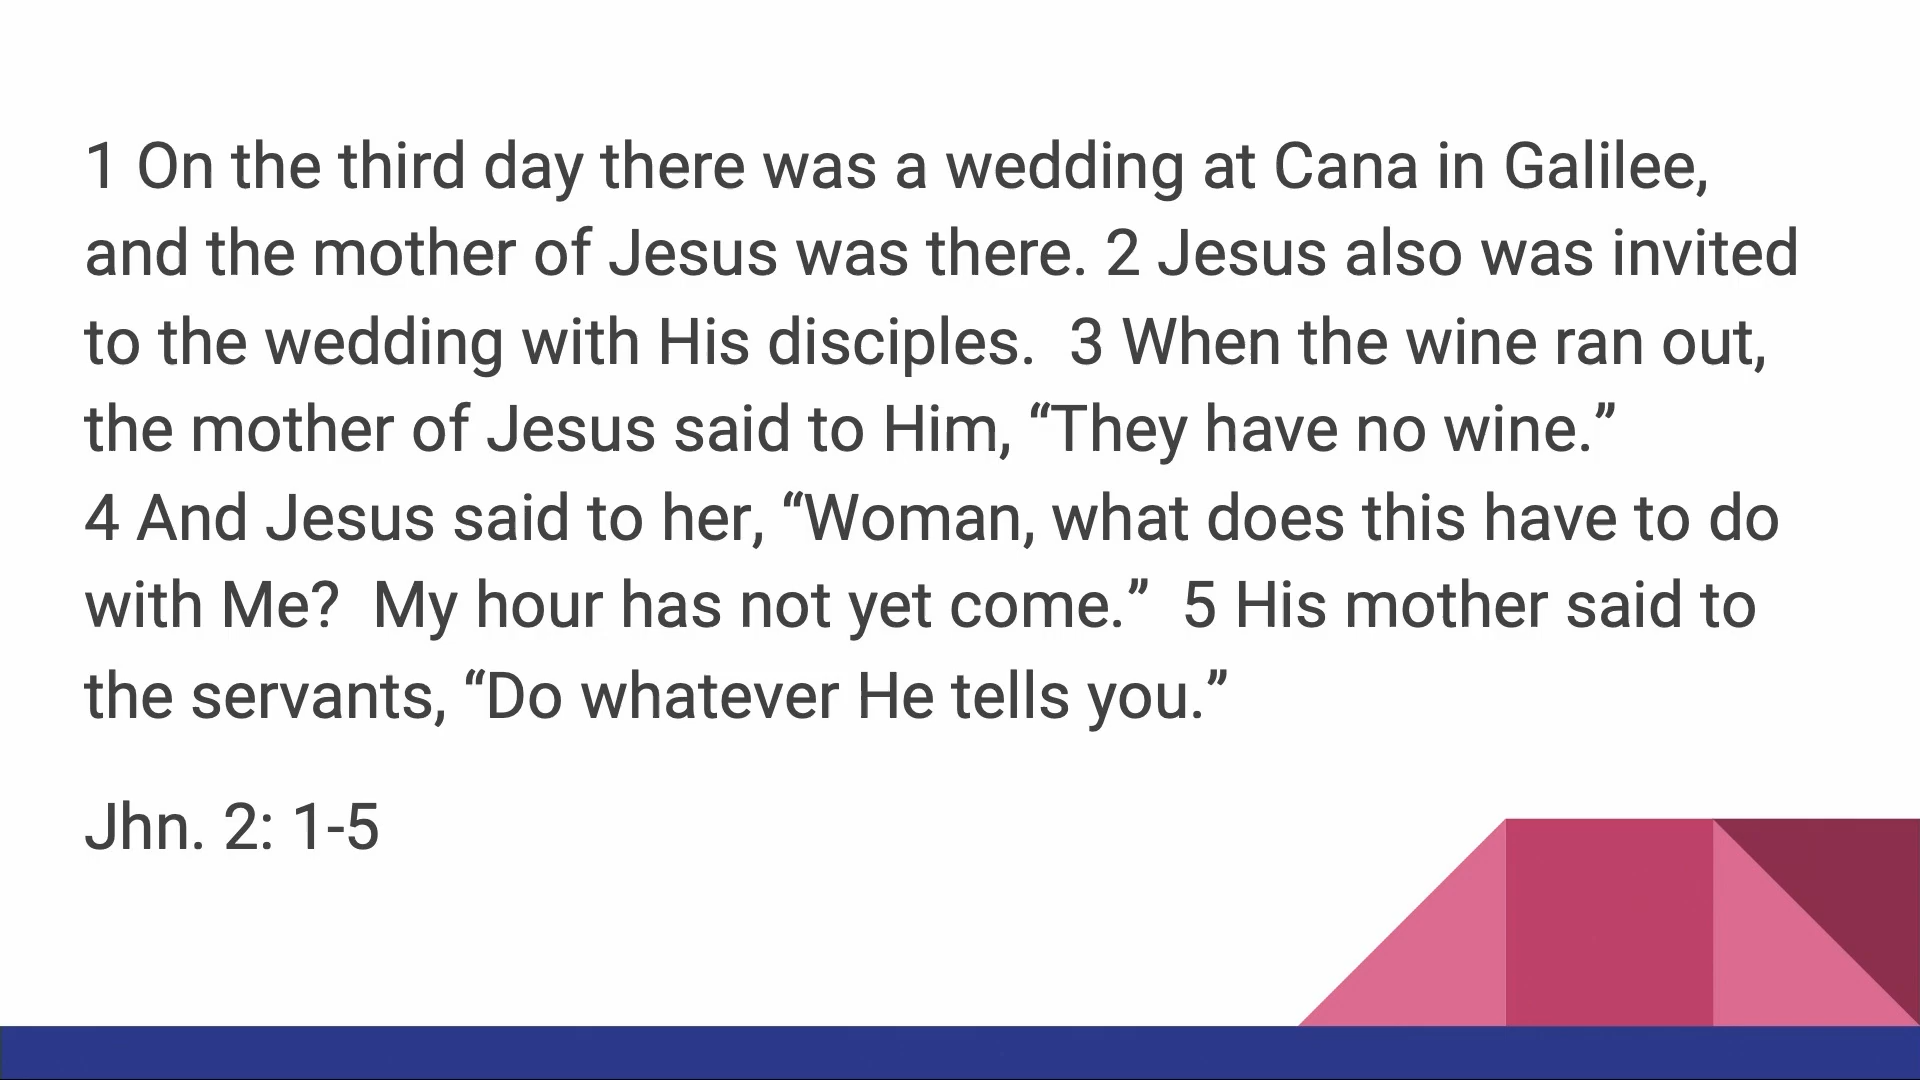 1 On the third day there was a wedding at Cana in Galilee,
and the mother of Jesus was there. 2 Jesus also was invited
to the wedding with His disciples.  3 When the wine ran out,
the mother of Jesus said to Him, “They have no wine.”
4 And Jesus said to her, “Woman, what does this have to do
with Me?  My hour has not yet come.”  5 His mother said to
the servants, “Do whatever He tells you.”
Jhn. 2: 1-5